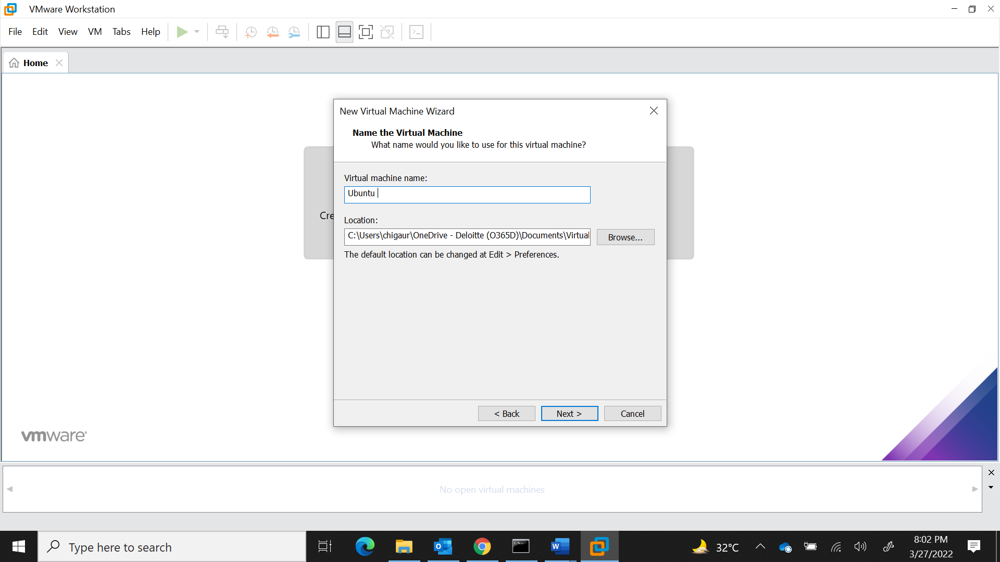 VMware Workstation
File Edit View VM Tabs Help
Home
New Virtual Machine Wizard
Name the Virtual Machine
What name would you like to use for this virtual machine?
Virtual machine name:
Ubuntu
Cre
Location:
C:\Users\chigaur\OneDrive - Deloitte (O365D)\Documents\Virtual
Browse...
The default location can be changed at Edit > Preferences.
< Back Next > Cancel
vmware®
No open virtual machines
Type here to search
32°C
8:02 PM
3/27/2022